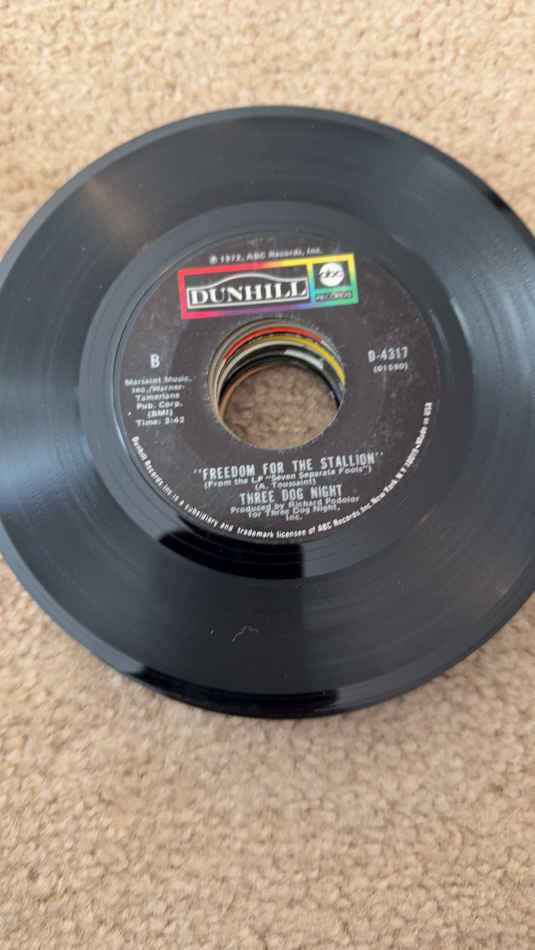 ℗ 1972, ABC Records, Inc.
DUNHILL
abc
RECORDS
B
D-4317
Marsaint Music,
Inc./Warner-
Tamerlane
Pub. Corp.
(BMI)
Time: 2:42
"FREEDOM FOR THE STALLION"
(From the LP "Seven Separate Fools")
(A. Toussaint)
THREE DOG NIGHT
Produced by Richard Podolor
for Three Dog Night,
Inc.
Dunhill Records Inc. is a subsidiary and trademark licensee of ABC Records, Inc. New York N.Y. 10019 • Made in USA